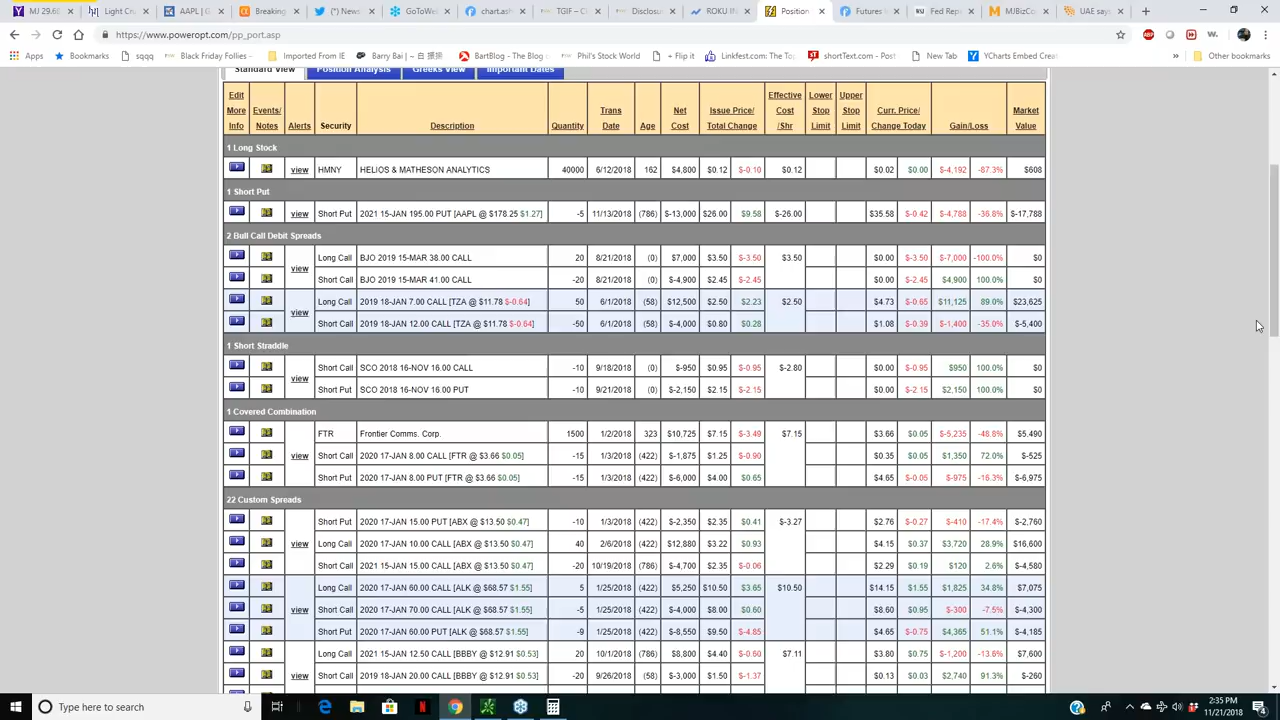 MJ 29.68
Light Cru
AAPL | G
Breaking
("News
GoToWeb
chart.ash
TGIF – C
Disclosu
ROKU In
Position
Futures
Fed Rep
MJBizCo
UAE says
https://www.poweropt.com/pp_port.asp
Apps Bookmarks sqqq Black Friday Follies Imported From IE Barry Bai | BartBlog - The Blog Phil's Stock World + Flip it Linkfest.com: The Top shortText.com - Po New Tab YCharts Embed Crea » Other bookmarks
Standard View Position Analysis Greeks View Important Dates
Edit More Info Events/ Notes Alerts Security Description Quantity Trans Date Age Net Cost Issue Price/ Total Change Effective Cost /Shr Lower Stop Limit Upper Stop Limit Curr. Price/ Change Today Gain/Loss Market Value
1 Long Stock
view HMNY HELIOS & MATHESON ANALYTICS 40000 6/12/2018 162 $4,800 $0.12 $-0.10 $0.12 $0.02 $0.00 $-4,192 -87.3% $608
1 Short Put
view Short Put 2021 15-JAN 195.00 PUT [AAPL @ $178.25 $1.27] -5 11/13/2018 (786) $-13,000 $26.00 $9.58 $-26.00 $35.58 $-0.42 $-4,788 -36.8% $-17,788
2 Bull Call Debit Spreads
view Long Call BJO 2019 15-MAR 38.00 CALL 20 8/21/2018 (0) $7,000 $3.50 $-3.50 $3.50 $0.00 $-3.50 $-7,000 -100.0% $0
Short Call BJO 2019 15-MAR 41.00 CALL -20 8/21/2018 (0) $-4,900 $2.45 $-2.45 $0.00 $-2.45 $4,900 100.0% $0
view Long Call 2019 18-JAN 7.00 CALL [TZA @ $11.78 $-0.64] 50 6/1/2018 (58) $12,500 $2.50 $2.23 $2.50 $4.73 $-0.65 $11,125 89.0% $23,625
Short Call 2019 18-JAN 12.00 CALL [TZA @ $11.78 $-0.64] -50 6/1/2018 (58) $-4,000 $0.80 $0.28 $1.08 $-0.39 $-1,400 -35.0% $-5,400
1 Short Straddle
view Short Call SCO 2018 16-NOV 16.00 CALL -10 9/18/2018 (0) $-950 $0.95 $-0.95 $-2.80 $0.00 $-0.95 $950 100.0% $0
Short Put SCO 2018 16-NOV 16.00 PUT -10 9/21/2018 (0) $-2,150 $2.15 $-2.15 $0.00 $-2.15 $2,150 100.0% $0
1 Covered Combination
view FTR Frontier Comms. Corp. 1500 1/2/2018 323 $10,725 $7.15 $-3.49 $7.15 $3.66 $0.05 $-5,235 -48.8% $5,490
Short Call 2020 17-JAN 8.00 CALL [FTR @ $3.66 $0.05] -15 1/3/2018 (422) $-1,875 $1.25 $-0.90 $0.35 $0.05 $1,350 72.0% $-525
Short Put 2020 17-JAN 8.00 PUT [FTR @ $3.66 $0.05] -15 1/3/2018 (422) $-6,000 $4.00 $0.65 $4.65 $-0.05 $-975 -16.3% $-6,975
22 Custom Spreads
view Short Put 2020 17-JAN 15.00 PUT [ABX @ $13.50 $0.47] -10 1/3/2018 (422) $-2,350 $2.35 $0.41 $-3.27 $2.76 $-0.27 $-410 -17.4% $-2,760
Long Call 2020 17-JAN 10.00 CALL [ABX @ $13.50 $0.47] 40 2/6/2018 (422) $12,880 $3.22 $0.93 $4.15 $0.37 $3,720 28.9% $16,600
Short Call 2021 15-JAN 15.00 CALL [ABX @ $13.50 $0.47] -20 10/19/2018 (786) $-4,700 $2.35 $-0.06 $2.29 $0.19 $120 2.6% $-4,580
view Long Call 2020 17-JAN 60.00 CALL [ALK @ $68.57 $1.55] 5 1/25/2018 (422) $5,250 $10.50 $3.65 $10.50 $14.15 $1.55 $1,825 34.8% $7,075
Short Call 2020 17-JAN 70.00 CALL [ALK @ $68.57 $1.55] -5 1/25/2018 (422) $-4,000 $8.00 $0.60 $8.60 $0.95 $-300 -7.5% $-4,300
Short Put 2020 17-JAN 60.00 PUT [ALK @ $68.57 $1.55] -9 1/25/2018 (422) $-8,550 $9.50 $-4.85 $4.65 $-0.75 $4,365 51.1% $-4,185
view Long Call 2021 15-JAN 12.50 CALL [BBBY @ $12.91 $0.53] 20 10/1/2018 (786) $8,800 $4.40 $-0.60 $7.11 $3.80 $0.75 $-1,200 -13.6% $7,600
Short Call 2019 18-JAN 20.00 CALL [BBBY @ $12.91 $0.53] -20 9/26/2018 (58) $-3,000 $1.50 $-1.37 $0.13 $0.03 $2,740 91.3% $-260
Type here to search
2:35 PM
11/21/2018